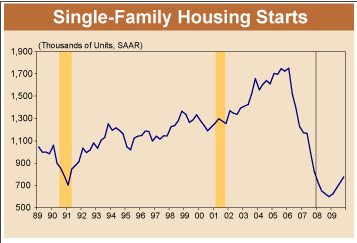 Single-Family Housing Starts
(Thousands of Units, SAAR)
1,900
1,700
1,500
1,300
1,100
900
700
500
89 90 91 92 93 94 95 96 97 98 99 00 01 02 03 04 05 06 07 08 09